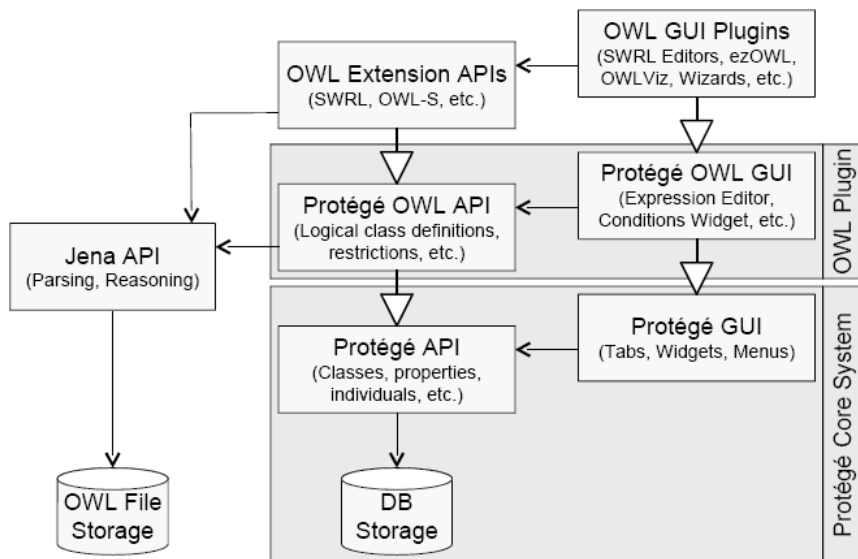 OWL GUI Plugins
(SWRL Editors, ezOWL,
OWLViz, Wizards, etc.)
OWL Extension APIs
(SWRL, OWL-S, etc.)
Protégé OWL GUI
(Expression Editor,
Conditions Widget, etc.)
Protégé OWL API
(Logical class definitions,
restrictions, etc.)
OWL Plugin
Jena API
(Parsing, Reasoning)
Protégé GUI
(Tabs, Widgets, Menus)
Protégé API
(Classes, properties,
individuals, etc.)
Protégé Core System
OWL File
Storage
DB
Storage